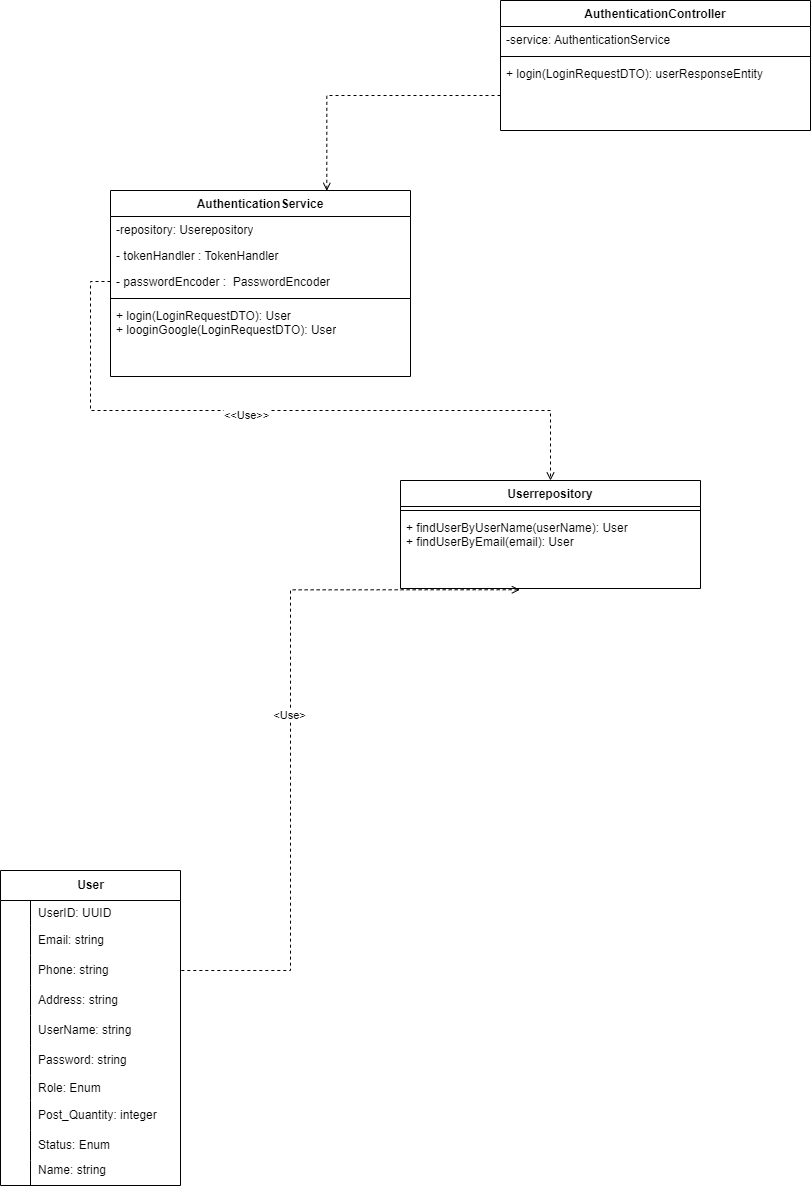 AuthenticationController
-service: AuthenticationService
+ login(LoginRequestDTO): userResponseEntity
AuthenticationService
-repository: Userepository
- tokenHandler : TokenHandler
- passwordEncoder :  PasswordEncoder
+ login(LoginRequestDTO): User
+ looginGoogle(LoginRequestDTO): User
<<Use>>
Userrepository
+ findUserByUserName(userName): User
+ findUserByEmail(email): User
<Use>
User
UserID: UUID
Email: string
Phone: string
Address: string
UserName: string
Password: string
Role: Enum
Post_Quantity: integer
Status: Enum
Name: string